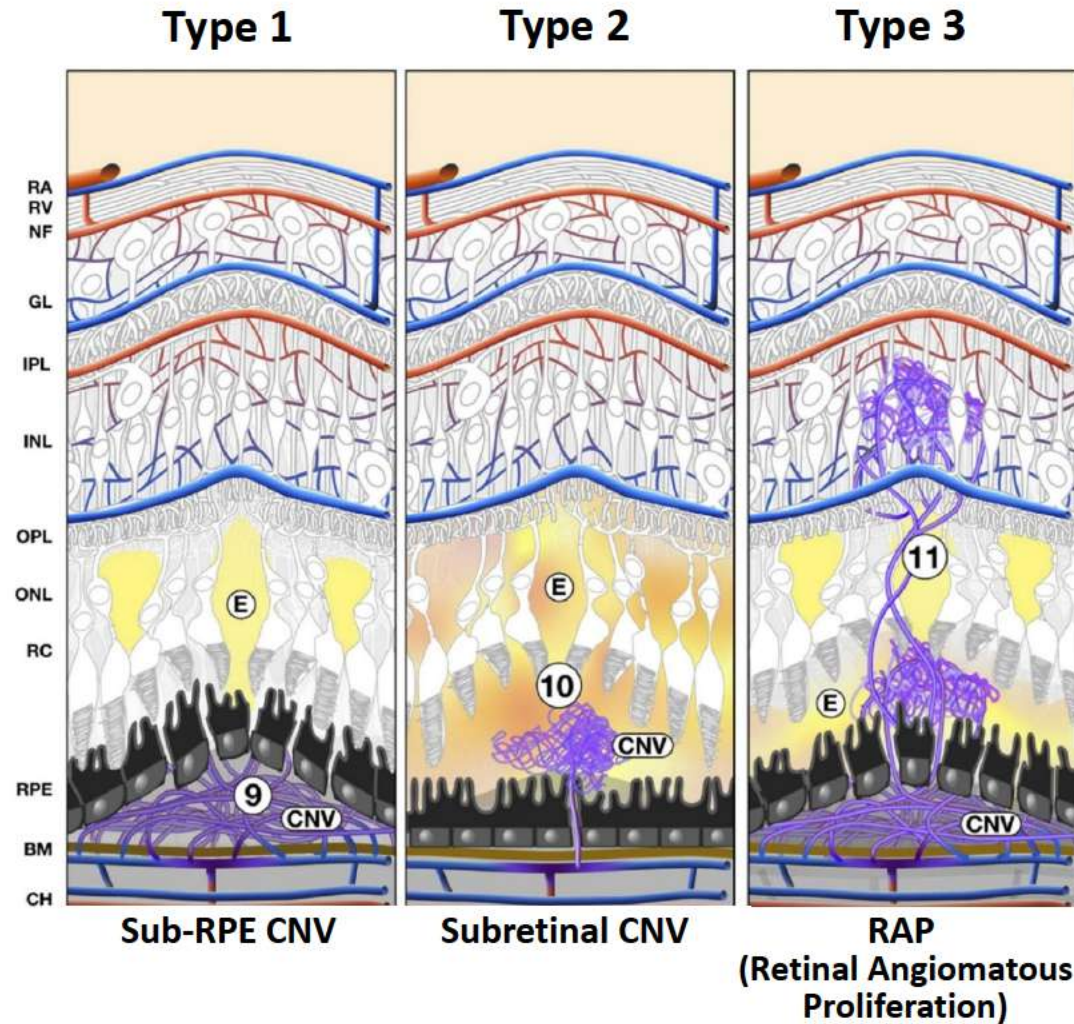 Type 1
Type 2
Type 3
RA
RV
NF
GL
IPL
INL
OPL
ONL
RC
RPE
BM
CH
E
9
CNV
E
10
CNV
11
E
CNV
Sub-RPE CNV
Subretinal CNV
RAP
(Retinal Angiomatous
Proliferation)